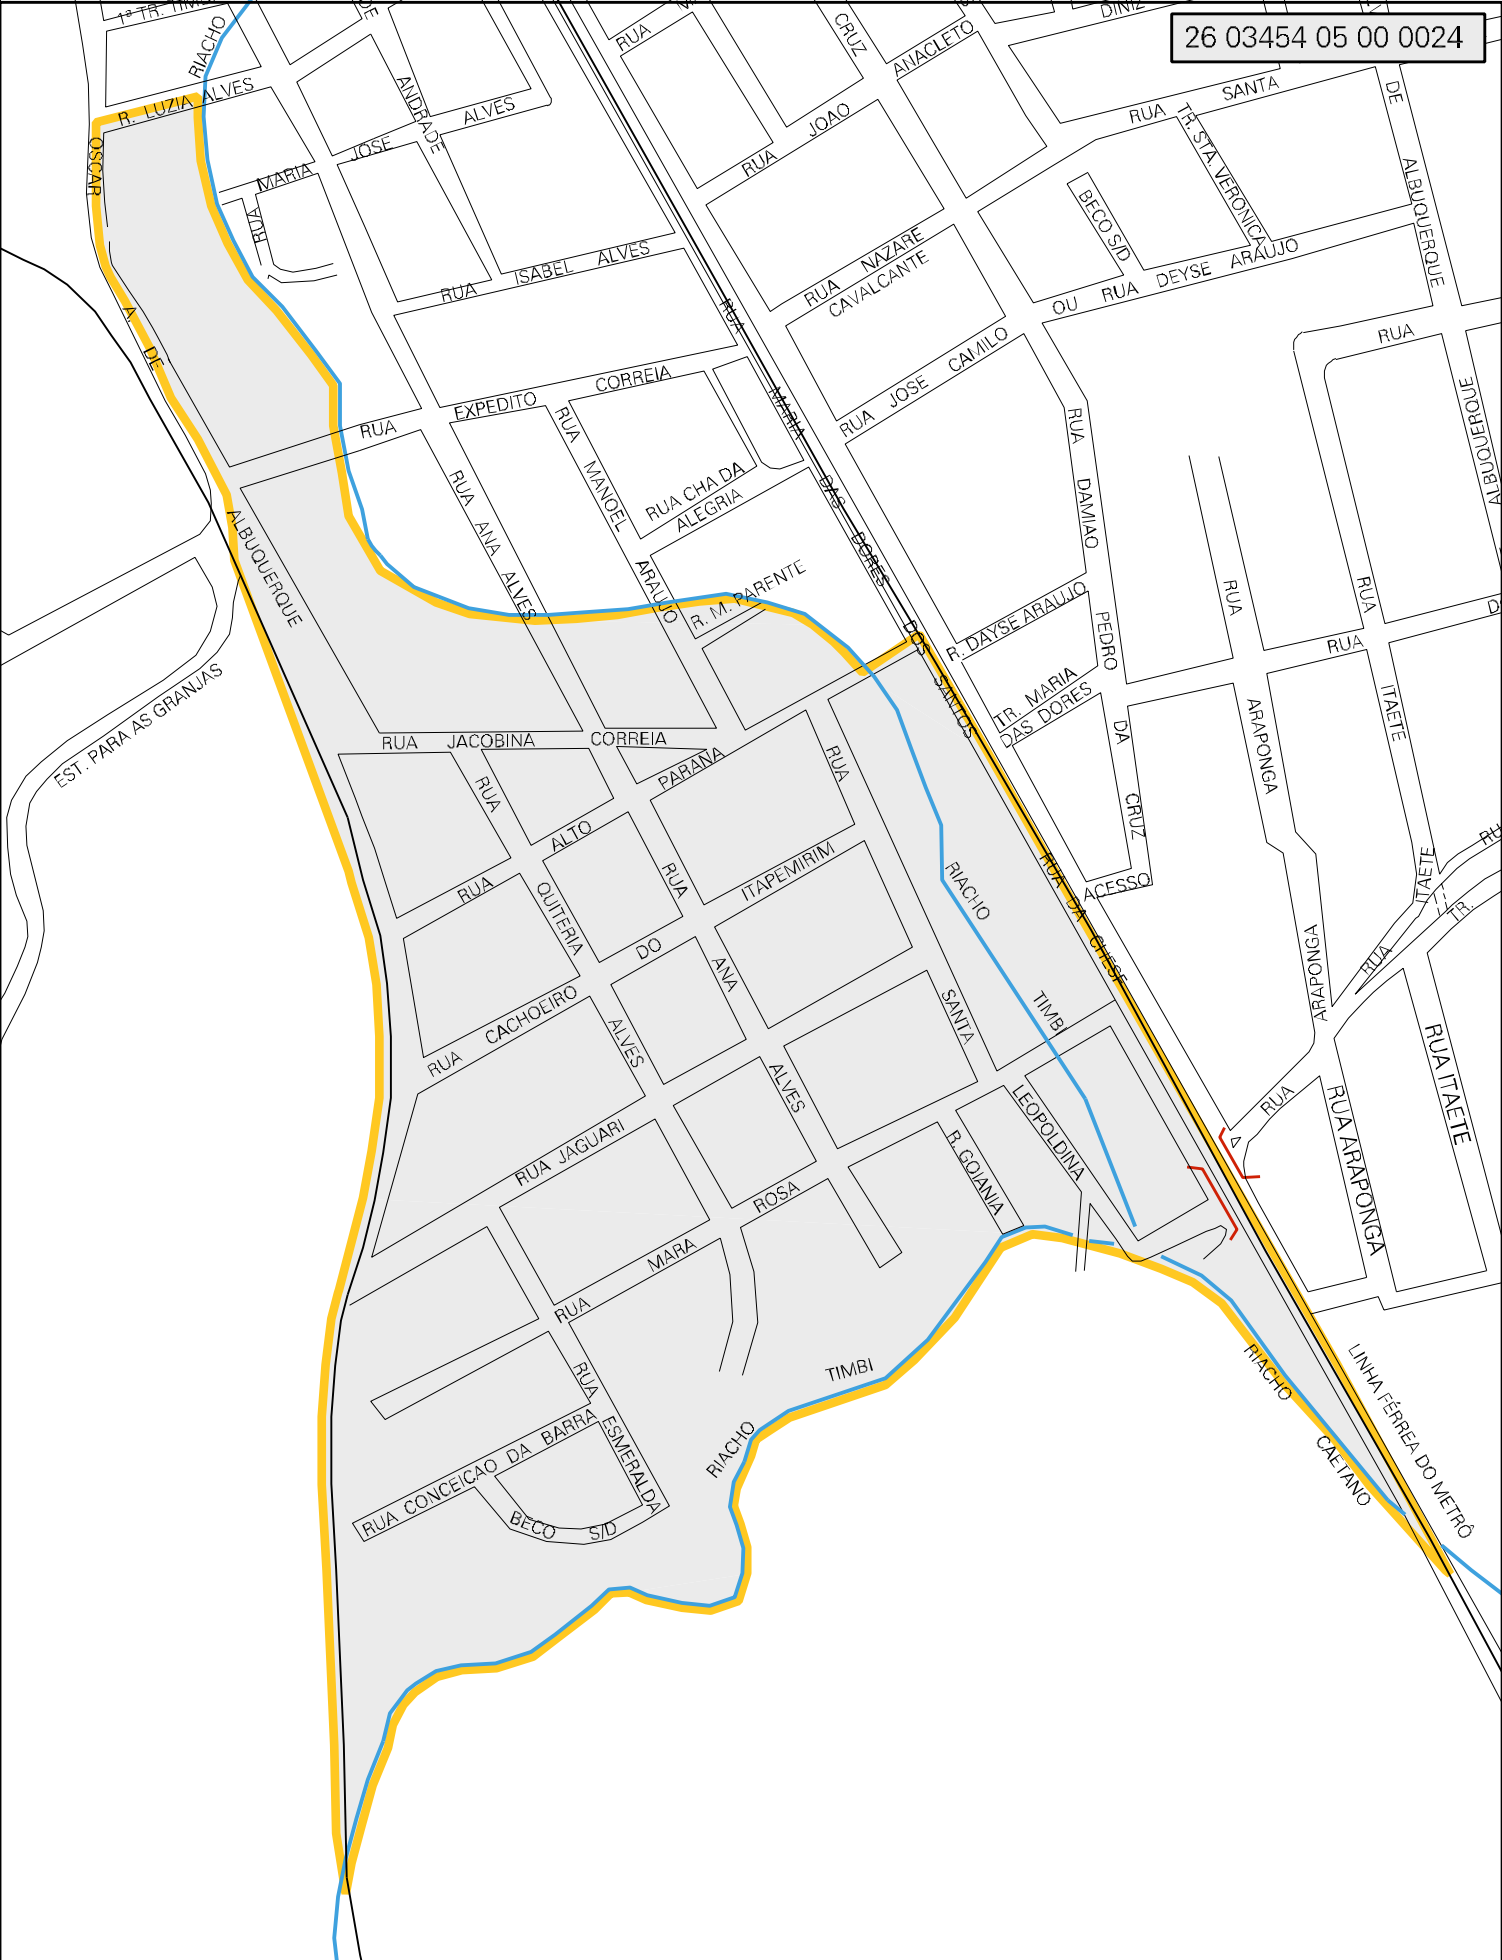 26 03454 05 00 0024
1ª TR. TIMBI
RIACHO
R. LUZIA ALVES
OSCAR
A.
DE
ALBUQUERQUE
RUA
MARIA
JOSE
ALVES
ANDRADE
DE
RUA ISABEL ALVES
RUA EXPEDITO CORREIA
RUA MANOEL ARAUJO
RUA ANA ALVES
RUA CHA DA
ALEGRIA
R. M. PARENTE
RUA
CRUZ
ANACLETO
DINIZ
RUA JOAO
RUA NAZARE
CAVALCANTE
RUA JOSE CAMILO
RUA SANTA
TR. STA. VERONICA
BECO S/D
OU RUA DEYSE ARAUJO
DE
ALBUQUERQUE
RUA
ALBUQUERQUE
RUA MARIA DAS DORES DOS SANTOS
RUA DAMIAO
PEDRO
DA
CRUZ
R. DAYSE ARAUJO
TR. MARIA
DAS DORES
ACESSO
RUA
ARAPONGA
ARAPONGA
RUA
RUA
ITAETE
ITAETE
RUA
TR.
RUA
RUA
RUA ITAETE
RUA ARAPONGA
EST. PARA AS GRANJAS
RUA JACOBINA CORREIA
RUA ALTO
PARANA
RUA
QUITERIA
ALVES
RUA
ANA
ALVES
RUA
DO
ITAPEMIRIM
RUA CACHOEIRO
RUA
SANTA
LEOPOLDINA
RIACHO
TIMBI
RUA DA CHESF
RUA JAGUARI
R. GOIANIA
RUA MARA ROSA
RUA ESMERALDA
RUA CONCEICAO DA BARRA
BECO S/D
RIACHO TIMBI
RIACHO
CAETANO
LINHA FÉRREA DO METRÔ